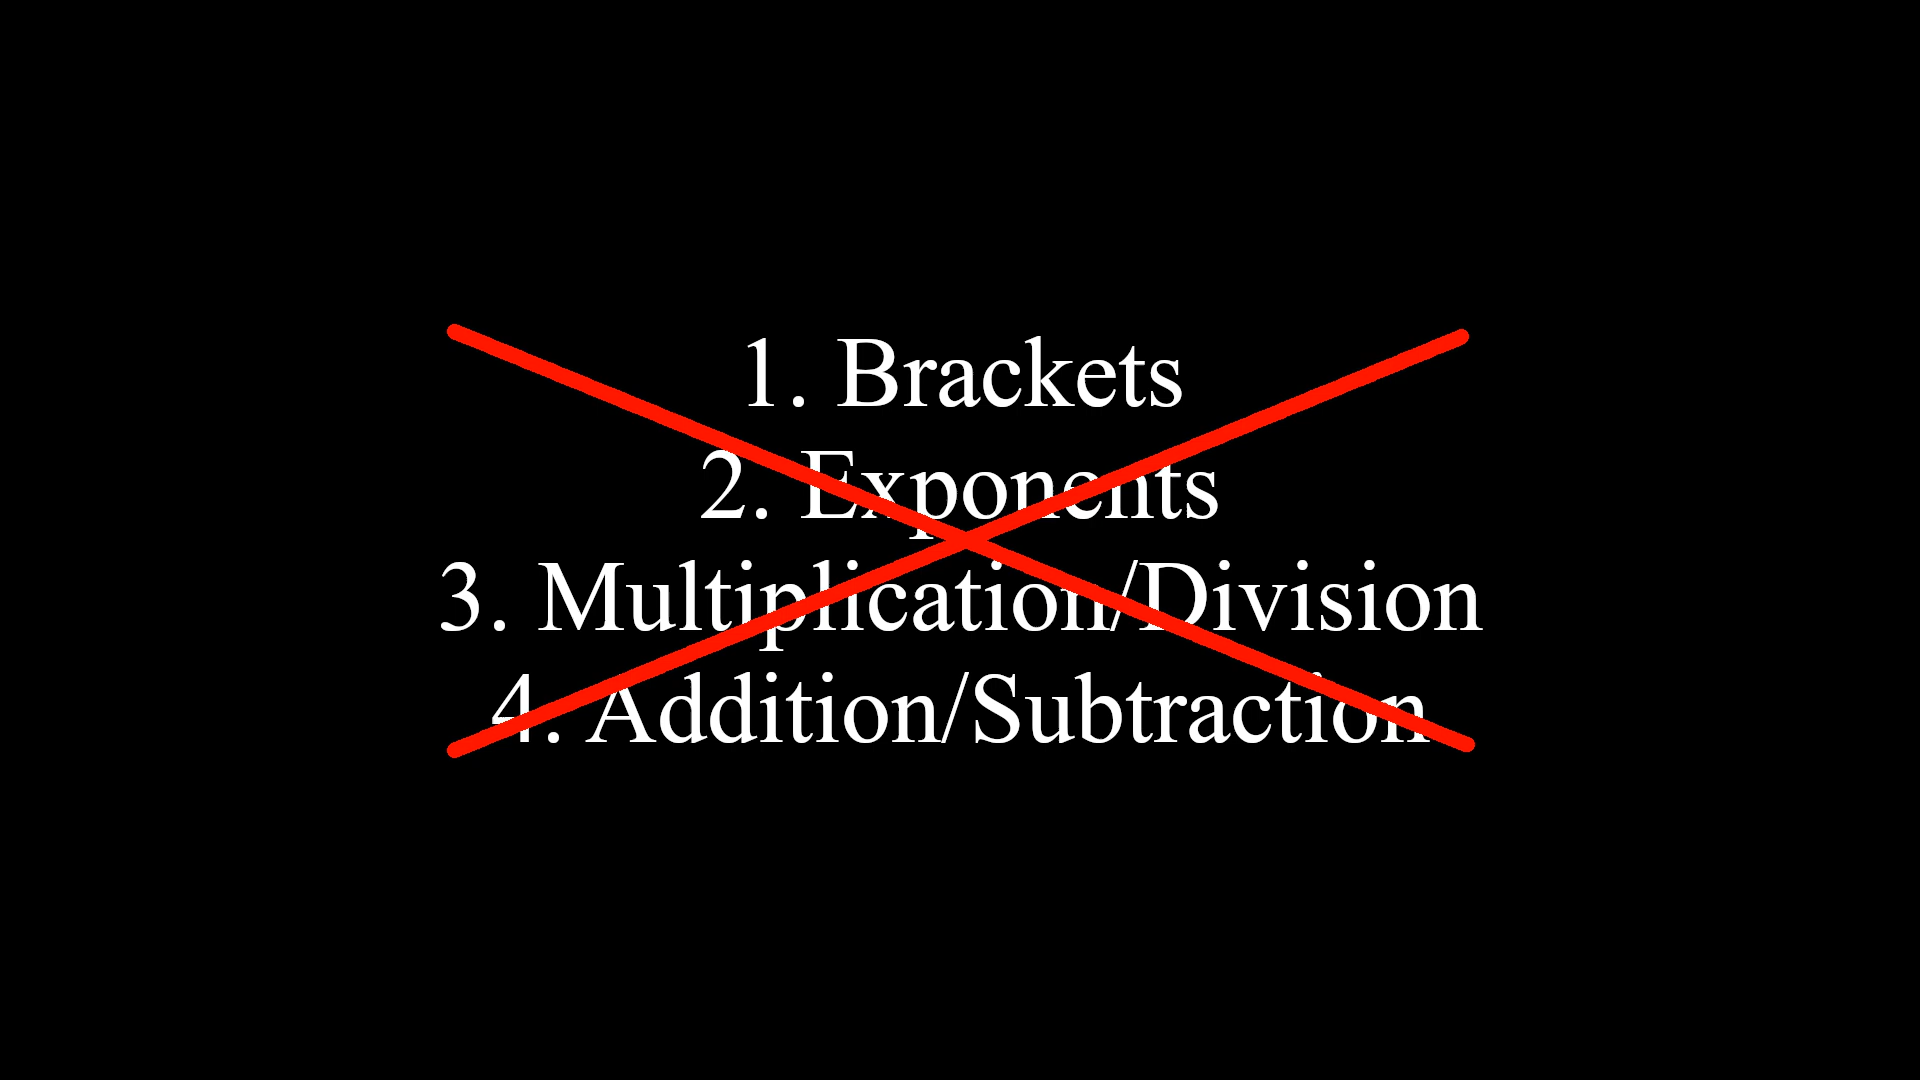 1. Brackets
2. Exponents
3. Multiplication/Division
4. Addition/Subtraction